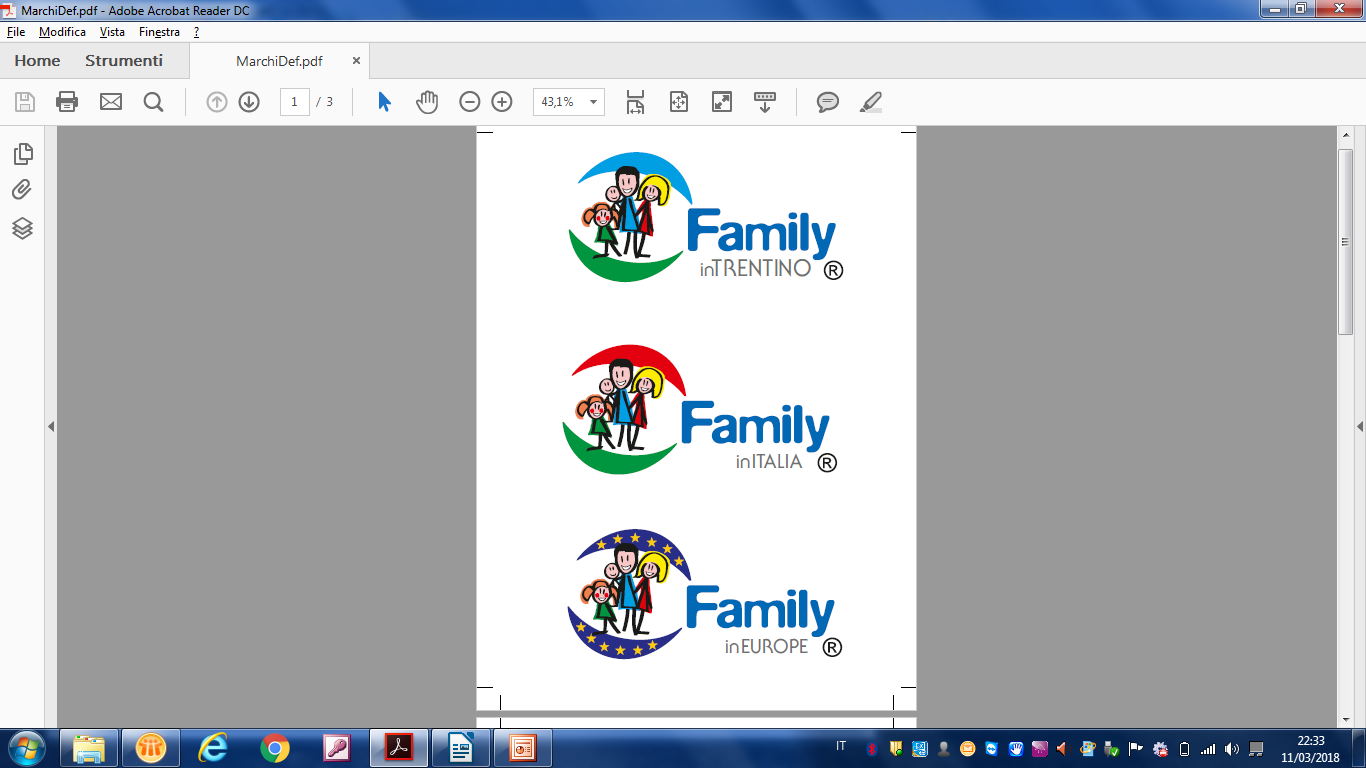 MarchiDef.pdf - Adobe Acrobat Reader DC
File Modifica Vista Finestra ?
Home Strumenti MarchiDef.pdf ×
1 / 3 43,1%
Family
inTRENTINO ®
Family
inITALIA ®
Family
inEUROPE ®
IT 22:33
11/03/2018